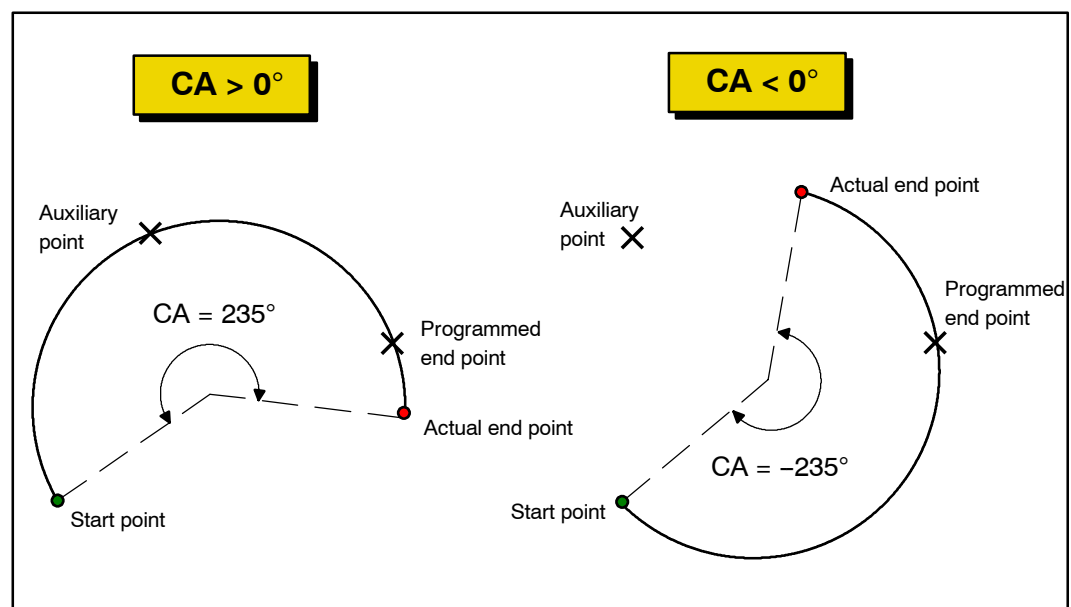 CA > 0°
Auxiliary
point
CA = 235°
Programmed
end point
Actual end point
Start point
CA < 0°
Actual end point
Auxiliary
point
Programmed
end point
CA = −235°
Start point